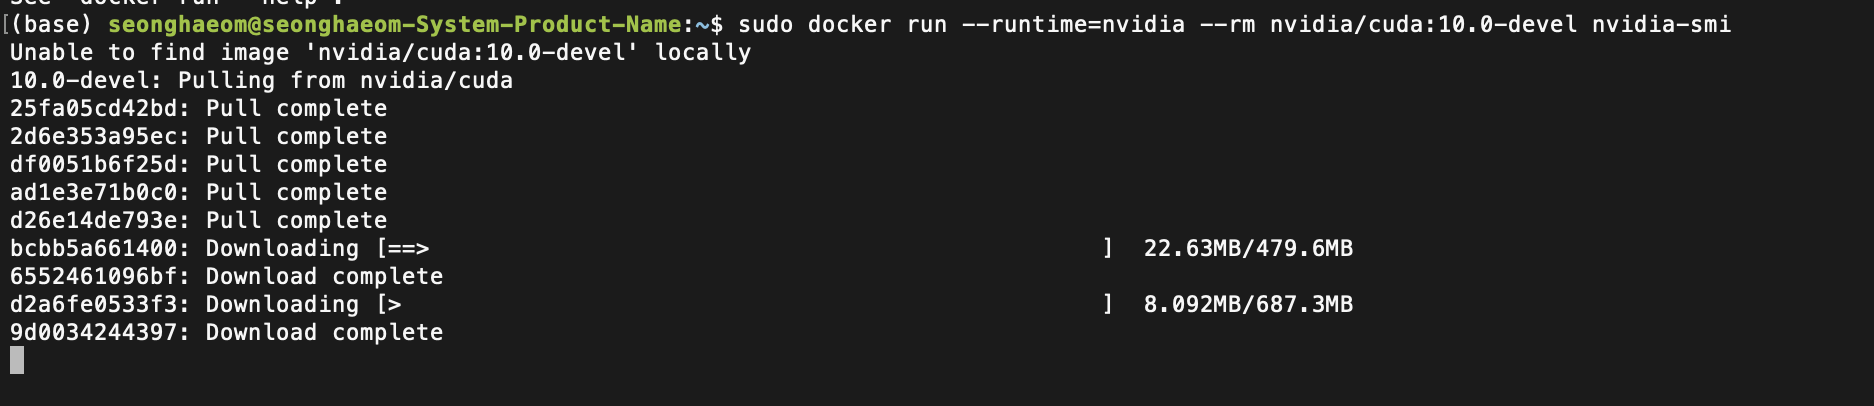 See 'docker run --help'.
[(base) seonghaeom@seonghaeom-System-Product-Name:~$ sudo docker run --runtime=nvidia --rm nvidia/cuda:10.0-devel nvidia-smi
Unable to find image 'nvidia/cuda:10.0-devel' locally
10.0-devel: Pulling from nvidia/cuda
25fa05cd42bd: Pull complete
2d6e353a95ec: Pull complete
df0051b6f25d: Pull complete
ad1e3e71b0c0: Pull complete
d26e14de793e: Pull complete
bcbb5a661400: Downloading [==> ] 22.63MB/479.6MB
6552461096bf: Download complete
d2a6fe0533f3: Downloading [> ] 8.092MB/687.3MB
9d0034244397: Download complete